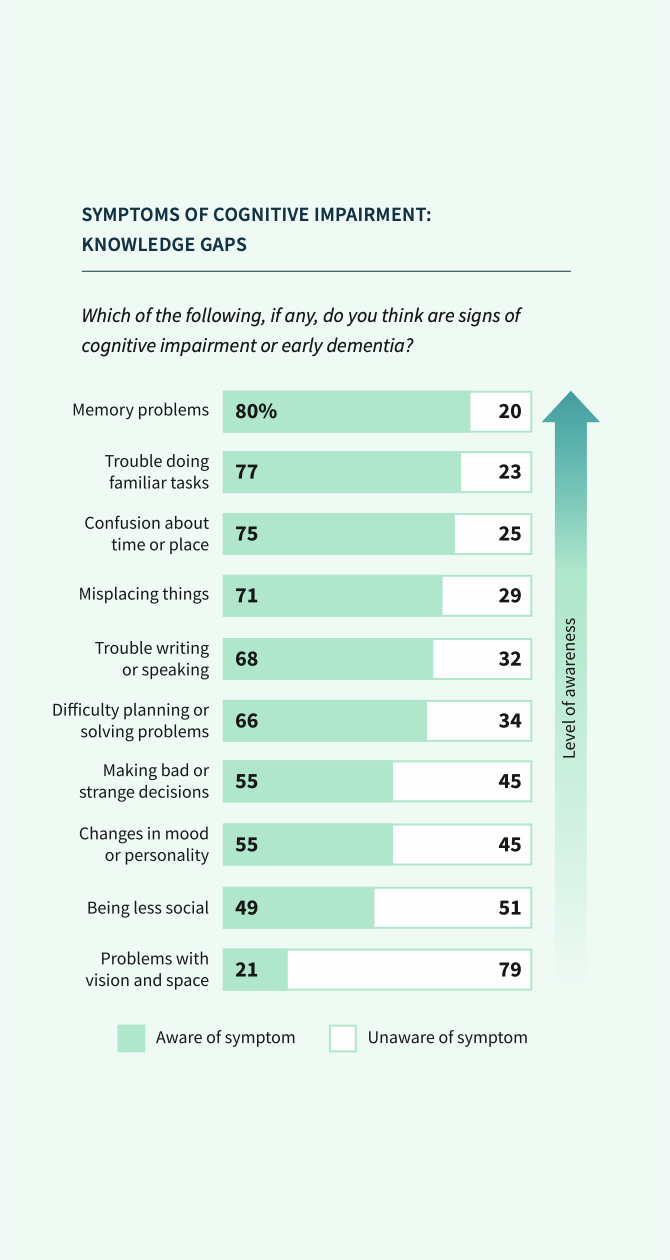 SYMPTOMS OF COGNITIVE IMPAIRMENT:
KNOWLEDGE GAPS
Which of the following, if any, do you think are signs of
cognitive impairment or early dementia?
Memory problems 80% 20
Trouble doing
familiar tasks 77 23
Confusion about
time or place 75 25
Misplacing things 71 29
Trouble writing
or speaking 68 32
Difficulty planning or
solving problems 66 34
Making bad or
strange decisions 55 45
Changes in mood
or personality 55 45
Being less social 49 51
Problems with
vision and space 21 79
Level of awareness
Aware of symptom Unaware of symptom